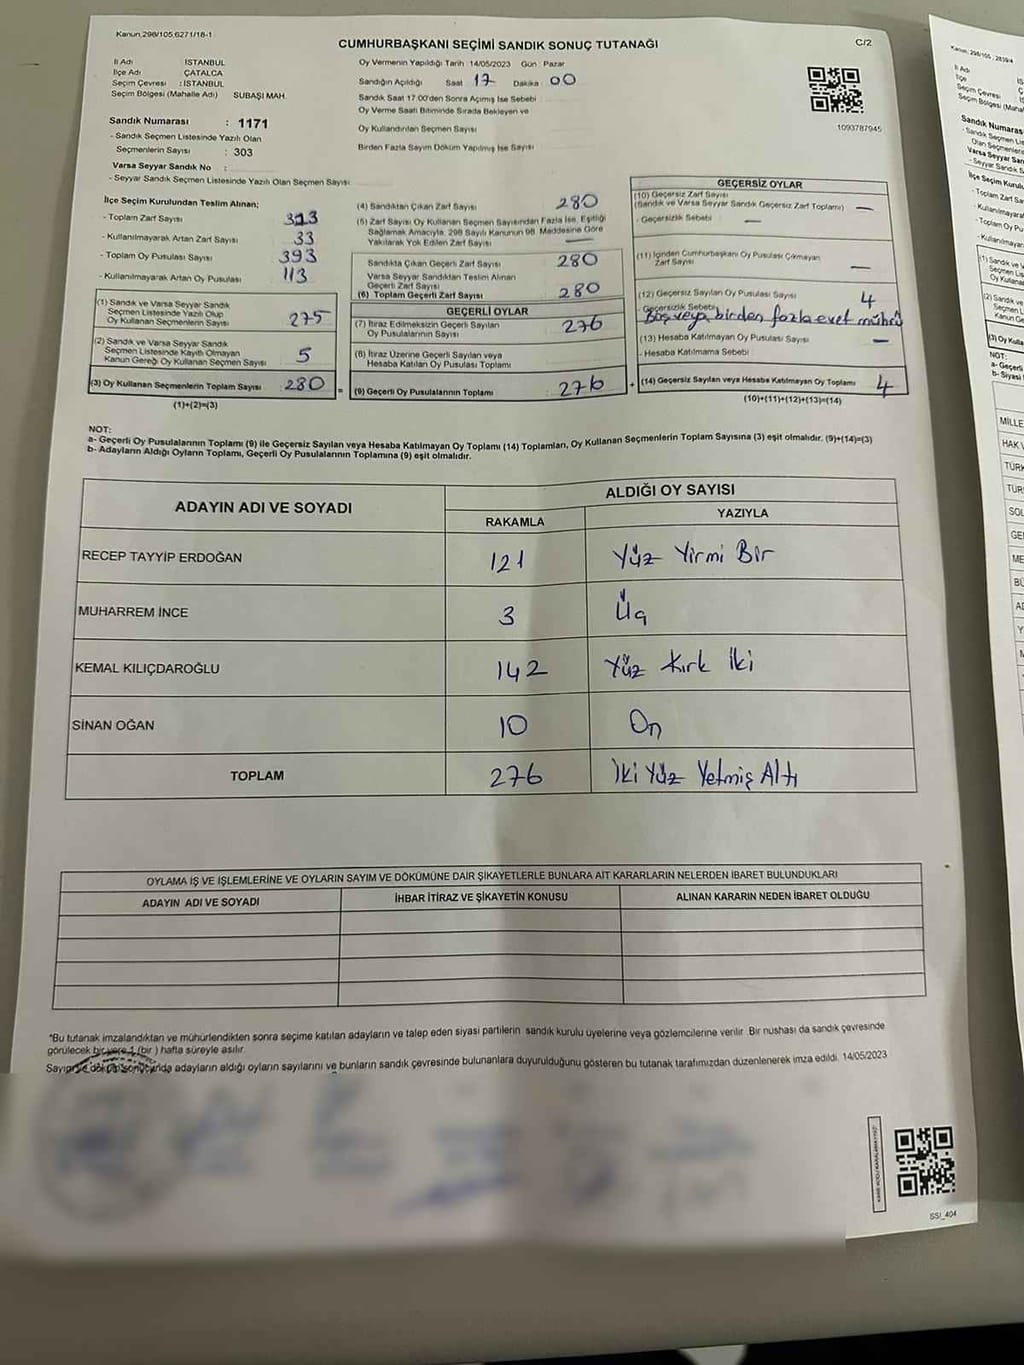 Kanun,298/105,6271/18-1
CUMHURBAŞKANI SEÇİMİ SANDIK SONUÇ TUTANAĞI
C/2
İl Adı İSTANBUL
İlçe Adı ÇATALCA
Seçim Çevresi : İSTANBUL
Seçim Bölgesi (Mahalle Adı) SUBAŞI MAH.
Oy Vermenin Yapıldığı Tarih 14/05/2023 Gün : Pazar
Sandığın Açıldığı Saat 17 Dakika 00
Sandık Saat 17 00'den Sonra Açımış İse Sebebi
Oy Verme Saati Bitiminde Sırada Bekleyen ve
Oy Kullandırılan Seçmen Sayısı
Birden Fazla Sayım Döküm Yapılmış İse Sayısı
1093787945
Sandık Numarası : 1171
- Sandık Seçmen Listesinde Yazılı Olan
Seçmenlerin Sayısı : 303
Varsa Seyyar Sandık No :
- Seyyar Sandık Seçmen Listesinde Yazılı Olan Seçmen Sayısı
İlçe Seçim Kurulundan Teslim Alınan;
- Toplam Zarf Sayısı 313
- Kullanılmayarak Artan Zarf Sayısı 33
- Toplam Oy Pusulası Sayısı 393
- Kullanılmayarak Artan Oy Pusulası 113
(1) Sandık ve Varsa Seyyar Sandık
Seçmen Listesinde Yazılı Olup
Oy Kullanan Seçmenlerin Sayısı 275
(2) Sandık ve Varsa Seyyar Sandık
Seçmen Listesinde Kayıtlı Olmayan
Kanun Gereği Oy Kullanan Seçmen Sayısı 5
(3) Oy Kullanan Seçmenlerin Toplam Sayısı 280 =
(1)+(2)=(3)
(4) Sandıktan Çıkan Zarf Sayısı 280
(5) Zarf Sayısı Oy Kullanan Seçmen Sayısından Fazla İse, Eşitliği
Sağlamak Amacıyla, 298 Sayılı Kanunun 98. Maddesine Göre
Yakılarak Yok Edilen Zarf Sayısı —
Sandıkta Çıkan Geçerli Zarf Sayısı 280
Varsa Seyyar Sandıktan Teslim Alınan
Geçerli Zarf Sayısı
(6) Toplam Geçerli Zarf Sayısı 280
GEÇERLİ OYLAR
(7) İtiraz Edilmeksizin Geçerli Sayılan
Oy Pusulalarının Sayısı 276
(8) İtiraz Üzerine Geçerli Sayılan veya
Hesaba Katılan Oy Pusulası Toplamı
(9) Geçerli Oy Pusulalarının Toplamı 276 +
GEÇERSİZ OYLAR
(10) Geçersiz Zarf Sayısı
(Sandık ve Varsa Seyyar Sandık Geçersiz Zarf Toplamı) —
- Geçersizlik Sebebi —
(11) İçinden Cumhurbaşkanı Oy Pusulası Çıkmayan
Zarf Sayısı —
(12) Geçersiz Sayılan Oy Pusulası Sayısı 4
- Geçersizlik Sebebi Boş veya birden fazla evet mührü
(13) Hesaba Katılmayan Oy Pusulası Sayısı —
- Hesaba Katılmama Sebebi
(14) Geçersiz Sayılan veya Hesaba Katılmayan Oy Toplamı 4
(10)+(11)+(12)+(13)=(14)
NOT:
a- Geçerli Oy Pusulalarının Toplamı (9) ile Geçersiz Sayılan veya Hesaba Katılmayan Oy Toplamı (14) Toplamları, Oy Kullanan Seçmenlerin Toplam Sayısına (3) eşit olmalıdır. (9)+(14)=(3)
b- Adayların Aldığı Oyların Toplamı, Geçerli Oy Pusulalarının Toplamına (9) eşit olmalıdır.
ADAYIN ADI VE SOYADI
ALDIĞI OY SAYISI
RAKAMLA YAZIYLA
RECEP TAYYİP ERDOĞAN 121 Yüz Yirmi Bir
MUHARREM İNCE 3 Üç
KEMAL KILIÇDAROĞLU 142 Yüz Kırk İki
SİNAN OĞAN 10 On
TOPLAM 276 İki Yüz Yetmiş Altı
OYLAMA İŞ VE İŞLEMLERİNE VE OYLARIN SAYIM VE DÖKÜMÜNE DAİR ŞİKAYETLERLE BUNLARA AİT KARARLARIN NELERDEN İBARET BULUNDUKLARI
ADAYIN ADI VE SOYADI İHBAR İTİRAZ VE ŞİKAYETİN KONUSU ALINAN KARARIN NEDEN İBARET OLDUĞU
*Bu tutanak imzalandıktan ve mühürlendikten sonra seçime katılan adayların ve talep eden siyasi partilerin sandık kurulu üyelerine veya gözlemcilerine verilir. Bir nüshası da sandık çevresinde
görülecek bir yere 1 (bir ) hafta süreyle asılır.
Sayım ve döküm sonucunda adayların aldığı oyların sayılarını ve bunların sandık çevresinde bulunanlara duyurulduğunu gösteren bu tutanak tarafımızdan düzenlenerek imza edildi. 14/05/2023
SSİ_404
İl Adı
İlçe
Seçim Çevresi
Sandık Numarası
NOT:
MİLLE
HAK
TÜR
SOL